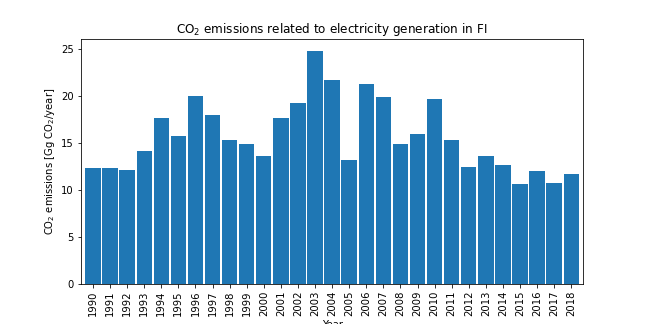 CO₂ emissions related to electricity generation in FI
CO₂ emissions [Gg CO₂/year]
25
20
15
10
5
0
1990 1991 1992 1993 1994 1995 1996 1997 1998 1999 2000 2001 2002 2003 2004 2005 2006 2007 2008 2009 2010 2011 2012 2013 2014 2015 2016 2017 2018
Year